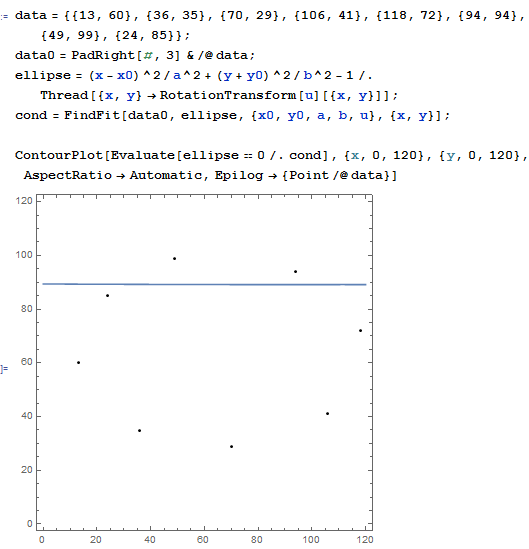 := data = {{13, 60}, {36, 35}, {70, 29}, {106, 41}, {118, 72}, {94, 94},
{49, 99}, {24, 85}};
data0 = PadRight[#, 3] & /@ data;
ellipse = (x - x0) ^ 2 / a ^ 2 + (y + y0) ^ 2 / b ^ 2 - 1 /.
Thread[{x, y} → RotationTransform[u][{x, y}]];
cond = FindFit[data0, ellipse, {x0, y0, a, b, u}, {x, y}];
ContourPlot[Evaluate[ellipse == 0 /. cond], {x, 0, 120}, {y, 0, 120},
AspectRatio → Automatic, Epilog → {Point /@ data}]
120
100
80
]= 60
40
20
0
0 20 40 60 80 100 120